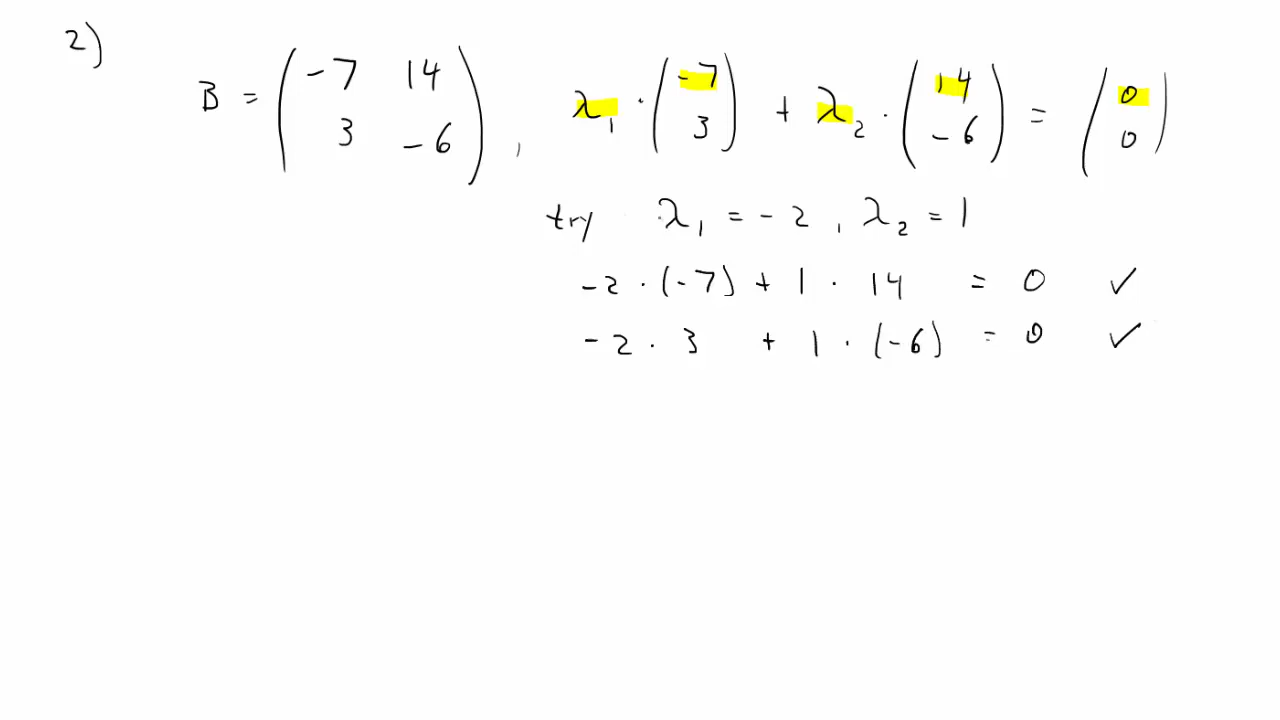 2)
B = ( -7 14 ; 3 -6 ) , λ₁ · ( -7 ; 3 ) + λ₂ · ( 14 ; -6 ) = ( 0 ; 0 )
try λ₁ = -2 , λ₂ = 1
-2 · (-7) + 1 · 14 = 0 ✓
-2 · 3 + 1 · (-6) = 0 ✓